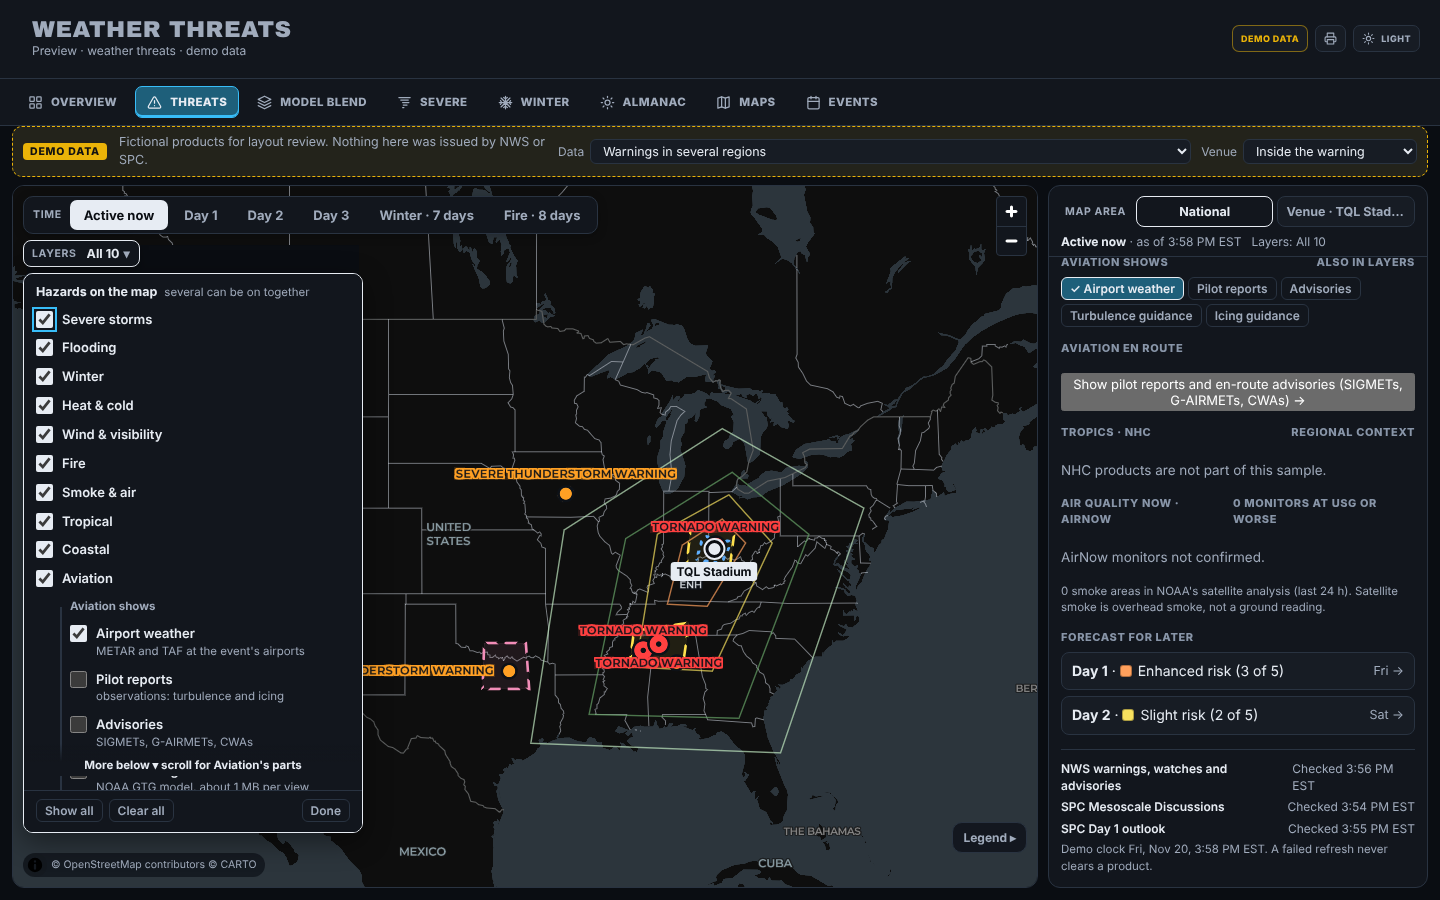 WEATHER THREATS
Preview · weather threats · demo data
DEMO DATA
LIGHT
OVERVIEW
THREATS
MODEL BLEND
SEVERE
WINTER
ALMANAC
MAPS
EVENTS
DEMO DATA
Fictional products for layout review. Nothing here was issued by NWS or
SPC.
Data
Warnings in several regions
Venue
Inside the warning
TIME
Active now
Day 1
Day 2
Day 3
Winter · 7 days
Fire · 8 days
LAYERS All 10 ▾
Hazards on the map several can be on together
Severe storms
Flooding
Winter
Heat & cold
Wind & visibility
Fire
Smoke & air
Tropical
Coastal
Aviation
Aviation shows
Airport weather
METAR and TAF at the event's airports
Pilot reports
observations: turbulence and icing
Advisories
SIGMETs, G-AIRMETs, CWAs
More below ▾ scroll for Aviation's parts
NOAA GTG model, about 1 MB per view
Show all
Clear all
Done
© OpenStreetMap contributors © CARTO
+
−
SEVERE THUNDERSTORM WARNING
UNITED
STATES
TORNADO WARNING
TQL Stadium
ENH
TORNADO WARNING
TORNADO WARNING
DERSTORM WARNING
BER
THE BAHAMAS
MEXICO
CUBA
Legend ▸
MAP AREA
National
Venue · TQL Stad...
Active now · as of 3:58 PM EST Layers: All 10
AVIATION SHOWS
ALSO IN LAYERS
✓ Airport weather
Pilot reports
Advisories
Turbulence guidance
Icing guidance
AVIATION EN ROUTE
Show pilot reports and en-route advisories (SIGMETs,
G-AIRMETs, CWAs) →
TROPICS · NHC
REGIONAL CONTEXT
NHC products are not part of this sample.
AIR QUALITY NOW ·
AIRNOW
0 MONITORS AT USG OR
WORSE
AirNow monitors not confirmed.
0 smoke areas in NOAA's satellite analysis (last 24 h). Satellite
smoke is overhead smoke, not a ground reading.
FORECAST FOR LATER
Day 1 · Enhanced risk (3 of 5)
Fri →
Day 2 · Slight risk (2 of 5)
Sat →
NWS warnings, watches and
advisories
Checked 3:56 PM
EST
SPC Mesoscale Discussions
Checked 3:54 PM EST
SPC Day 1 outlook
Checked 3:55 PM EST
Demo clock Fri, Nov 20, 3:58 PM EST. A failed refresh never
clears a product.